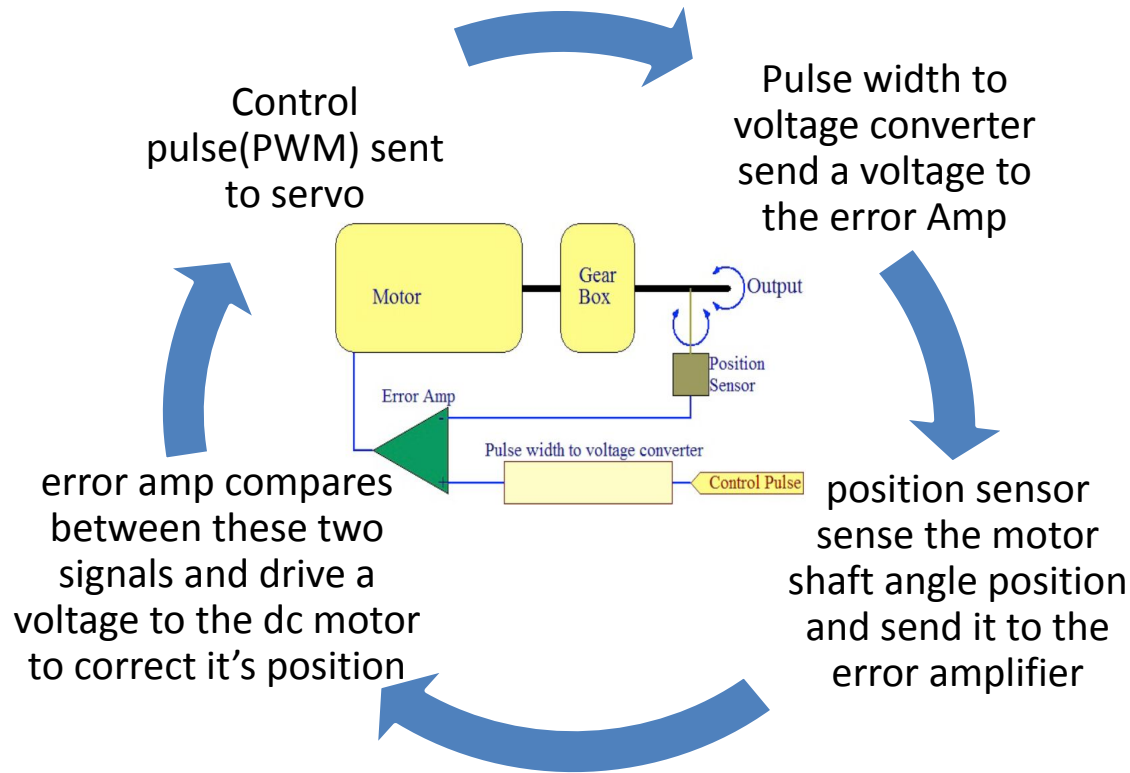 Control
pulse(PWM) sent
to servo
Pulse width to
voltage converter
send a voltage to
the error Amp
Motor
Gear
Box
Output
Position
Sensor
Error Amp
-
Pulse width to voltage converter
+
Control Pulse
position sensor
sense the motor
shaft angle position
and send it to the
error amplifier
error amp compares
between these two
signals and drive a
voltage to the dc motor
to correct it’s position